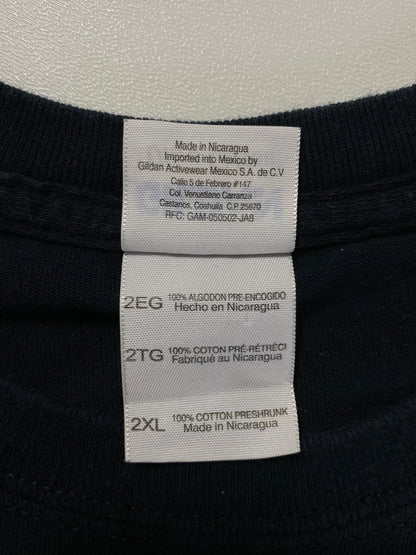 Made in Nicaragua
Imported into Mexico by
Gildan Activewear Mexico S.A. de C.V
Calle 5 de Febrero #147
Col. Venustiano Carranza
Castanos, Coahuila C.P. 25870
RFC: GAM-050502-JA8
2EG 100% ALGODON PRE-ENCOGIDO
Hecho en Nicaragua
2TG 100% COTON PRÉ-RÉTRÉCI
Fabriqué au Nicaragua
2XL 100% COTTON PRESHRUNK
Made in Nicaragua